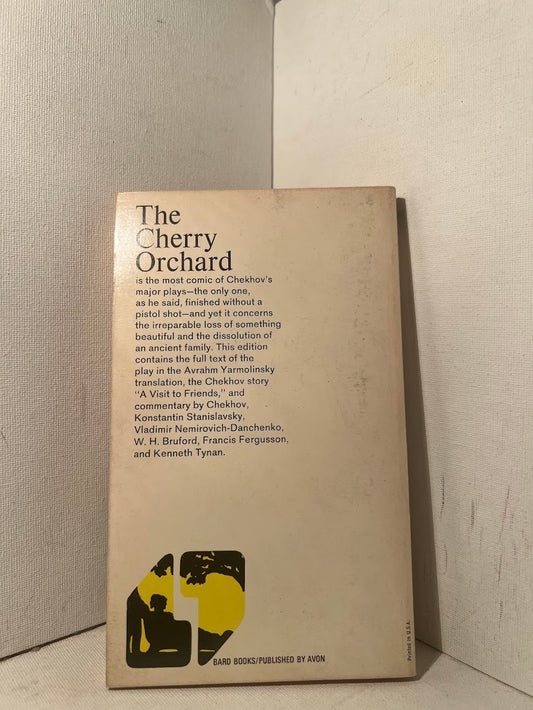 The
Cherry
Orchard
is the most comic of Chekhov's
major plays—the only one,
as he said, finished without a
pistol shot—and yet it concerns
the irreparable loss of something
beautiful and the dissolution of
an ancient family. This edition
contains the full text of the
play in the Avrahm Yarmolinsky
translation, the Chekhov story
"A Visit to Friends," and
commentary by Chekhov,
Konstantin Stanislavsky,
Vladimir Nemirovich-Danchenko,
W. H. Bruford, Francis Fergusson,
and Kenneth Tynan.
BARD BOOKS/PUBLISHED BY AVON
Printed in U.S.A.